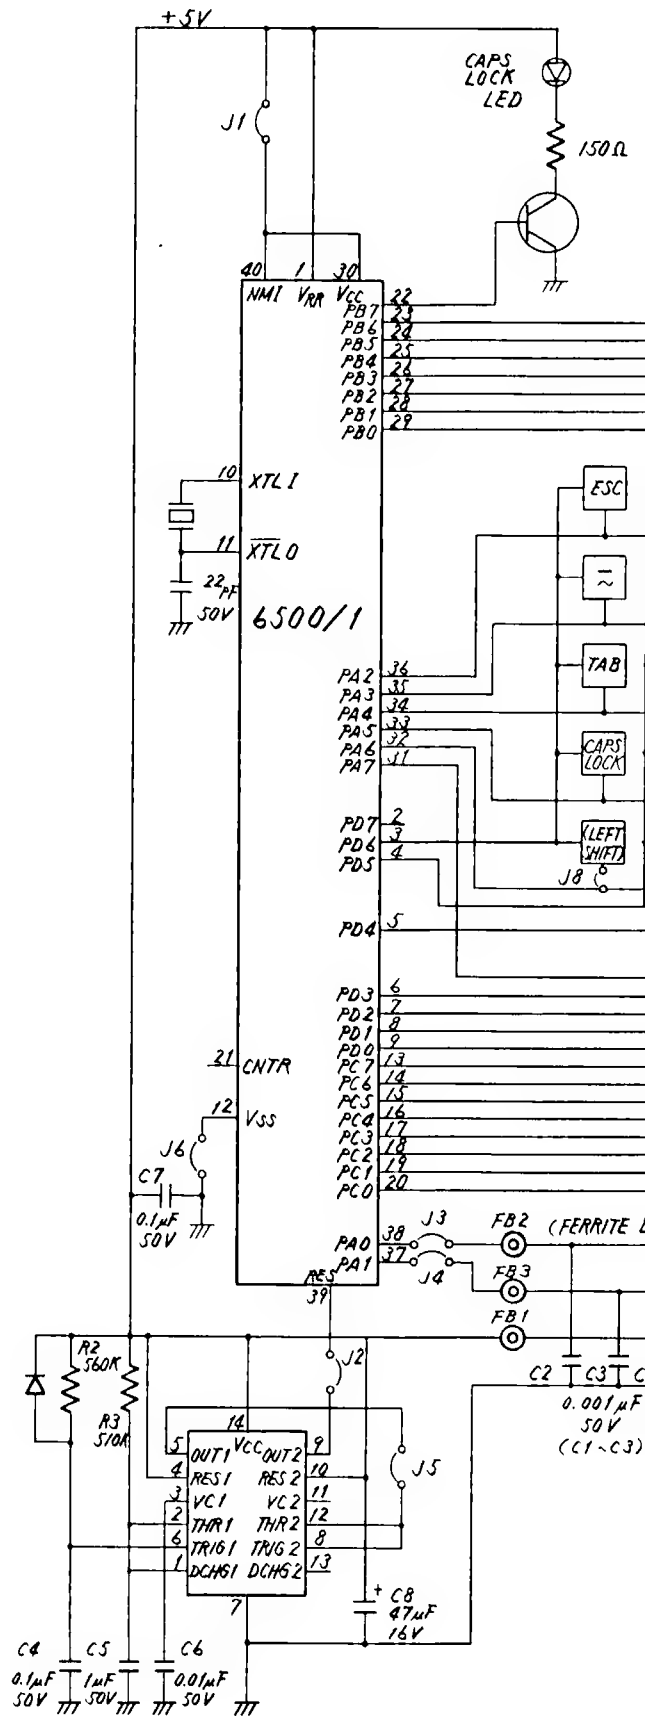 +5V
CAPS
LOCK
LED
J1
150Ω
40
1
30
NMI
VRR
VCC
PB7 22
PB6 23
PB5 24
PB4 25
PB3 26
PB2 27
PB1 28
PB0 29
10 XTLI
ESC
11 XTLO
22PF
50V
6500/1
— ~
PA2 36
PA3 35
PA4 34
PA5 33
PA6 32
PA7 31
TAB
CAPS
LOCK
PD7 2
PD6 3
PD5 4
(LEFT
SHIFT)
J8
PD4 5
PD3 6
PD2 7
PD1 8
PD0 9
21 CNTR
PC7 13
PC6 14
PC5 15
12 VSS
PC4 16
PC3 17
J6
PC2 18
PC1 19
PC0 20
C7
0.1µF
50V
J3
FB2
(FERRITE
PA0 38
PA1 37
J4
FB3
RES
39
FB1
R2
560K
J2
C2
C3
C
0.001µF
50V
(C1~C3)
R3
510K
14
VCC
5 OUT1
OUT2 9
4 RES1
RES2 10
J5
3 VC1
VC2 11
2 THR1
THR2 12
6 TRIG1
TRIG2 8
1 DCHG1
DCHG2 13
7
+ C8
47µF
16V
C4
0.1µF
50V
C5
1µF
50V
C6
0.01µF
50V